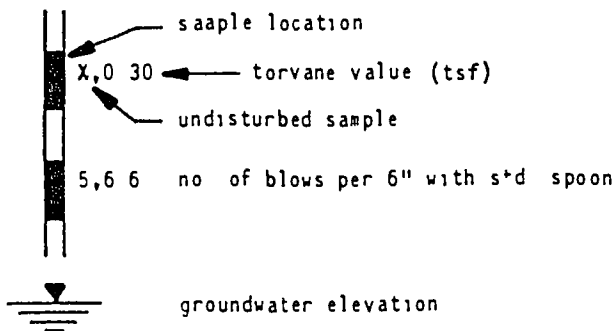 saaple location
X,0 30 torvane value (tsf)
undisturbed sample
5,6 6 no of blows per 6" with s+d spoon
groundwater elevation